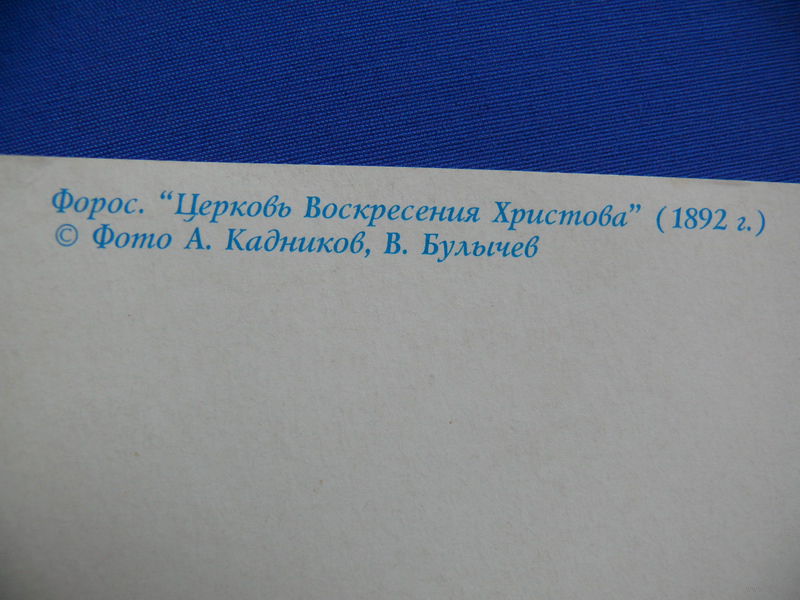 Форос. “Церковь Воскресения Христова” (1892 г.)
© Фото А. Кадников, В. Булычев